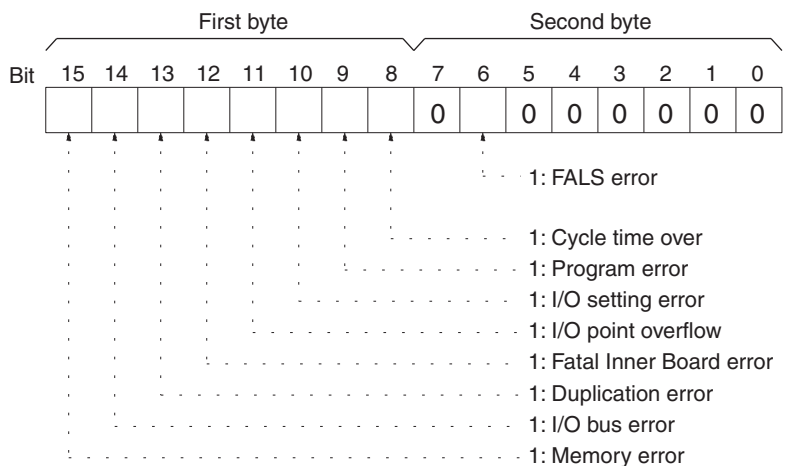 First byte Second byte
Bit 15 14 13 12 11 10 9 8 7 6 5 4 3 2 1 0
0 0 0 0 0 0 0
1: FALS error
1: Cycle time over
1: Program error
1: I/O setting error
1: I/O point overflow
1: Fatal Inner Board error
1: Duplication error
1: I/O bus error
1: Memory error